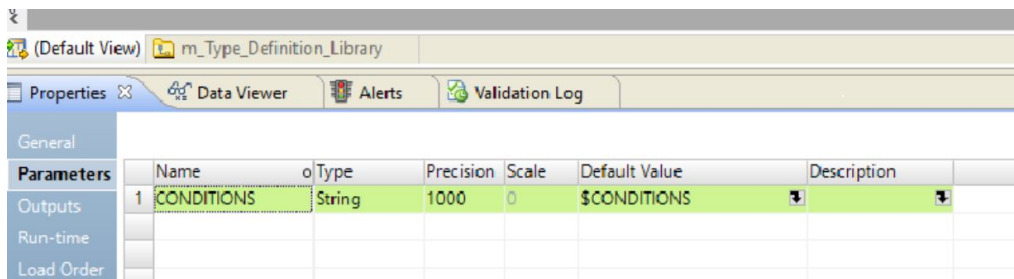 (Default View) m_Type_Definition_Library
Properties Data Viewer Alerts Validation Log
General
Parameters Name o Type Precision Scale Default Value Description
1 CONDITIONS String 1000 0 $CONDITIONS
Outputs
Run-time
Load Order